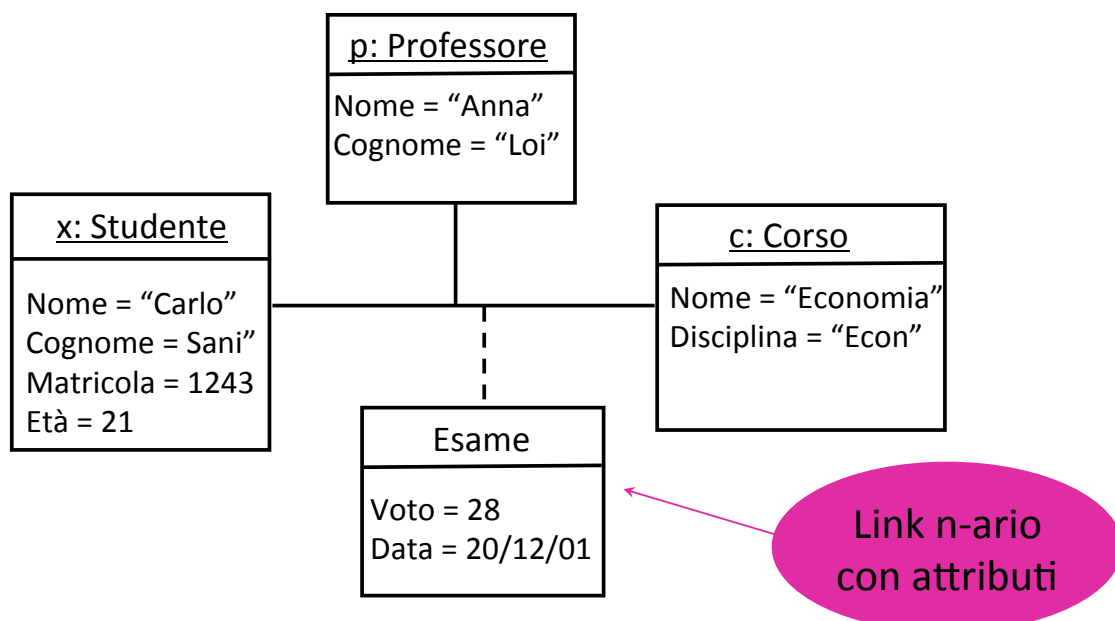 p: Professore
Nome = “Anna”
Cognome = “Loi”
x: Studente
Nome = “Carlo”
Cognome = Sani”
Matricola = 1243
Età = 21
c: Corso
Nome = “Economia”
Disciplina = “Econ”
Esame
Voto = 28
Data = 20/12/01
Link n-ario
con attributi